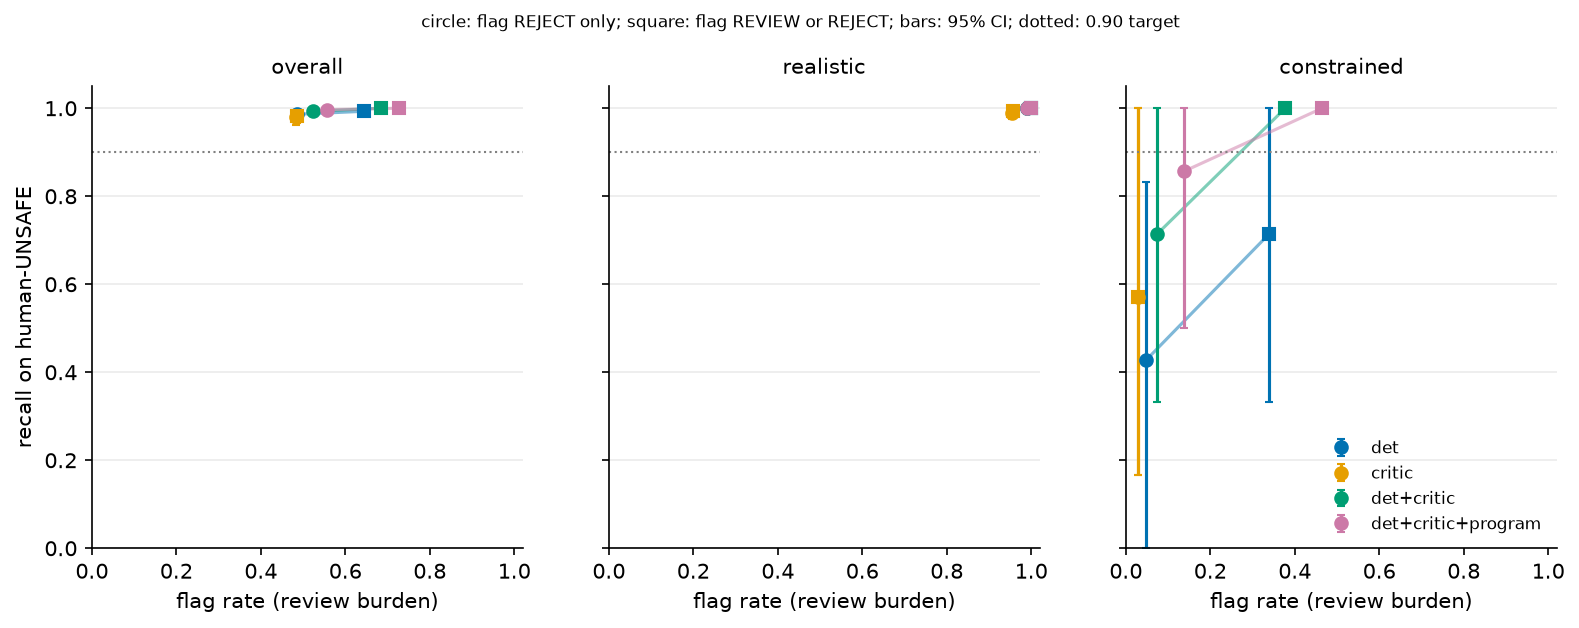 circle: flag REJECT only; square: flag REVIEW or REJECT; bars: 95% CI; dotted: 0.90 target
overall
realistic
constrained
recall on human-UNSAFE
1.0
0.8
0.6
0.4
0.2
0.0
0.0 0.2 0.4 0.6 0.8 1.0
0.0 0.2 0.4 0.6 0.8 1.0
0.0 0.2 0.4 0.6 0.8 1.0
flag rate (review burden)
flag rate (review burden)
flag rate (review burden)
det
critic
det+critic
det+critic+program